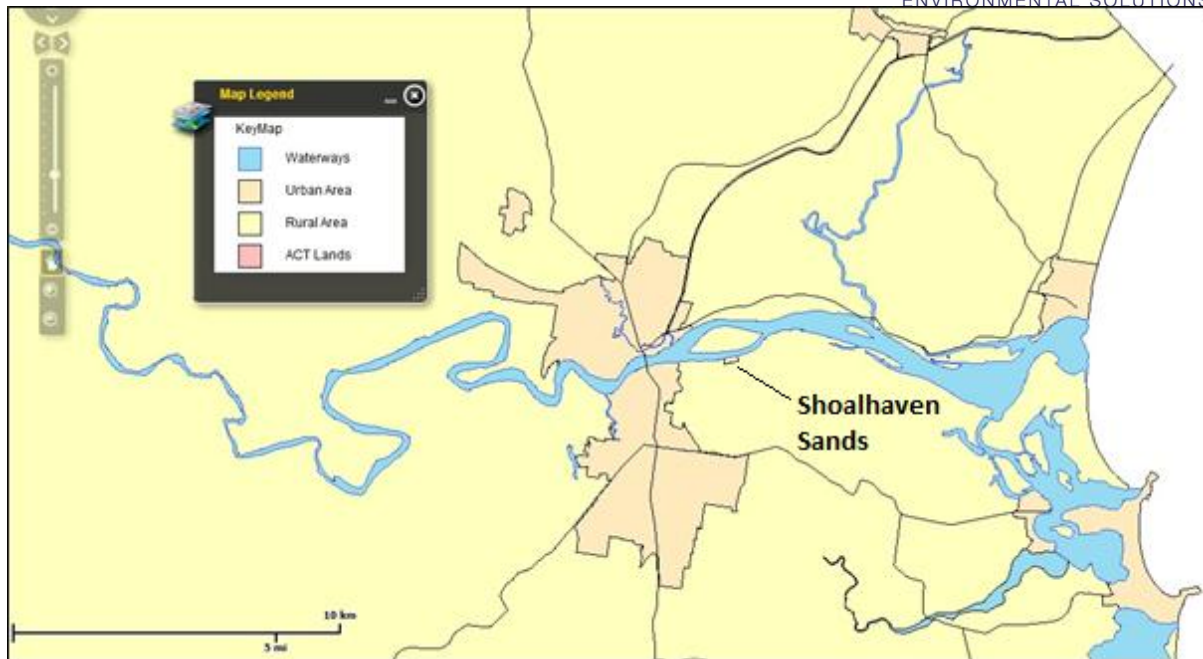 ENVIRONMENTAL SOLUTIONS
Map Legend
KeyMap
Waterways
Urban Area
Rural Area
ACT Lands
Shoalhaven
Sands
10 km
5 mi